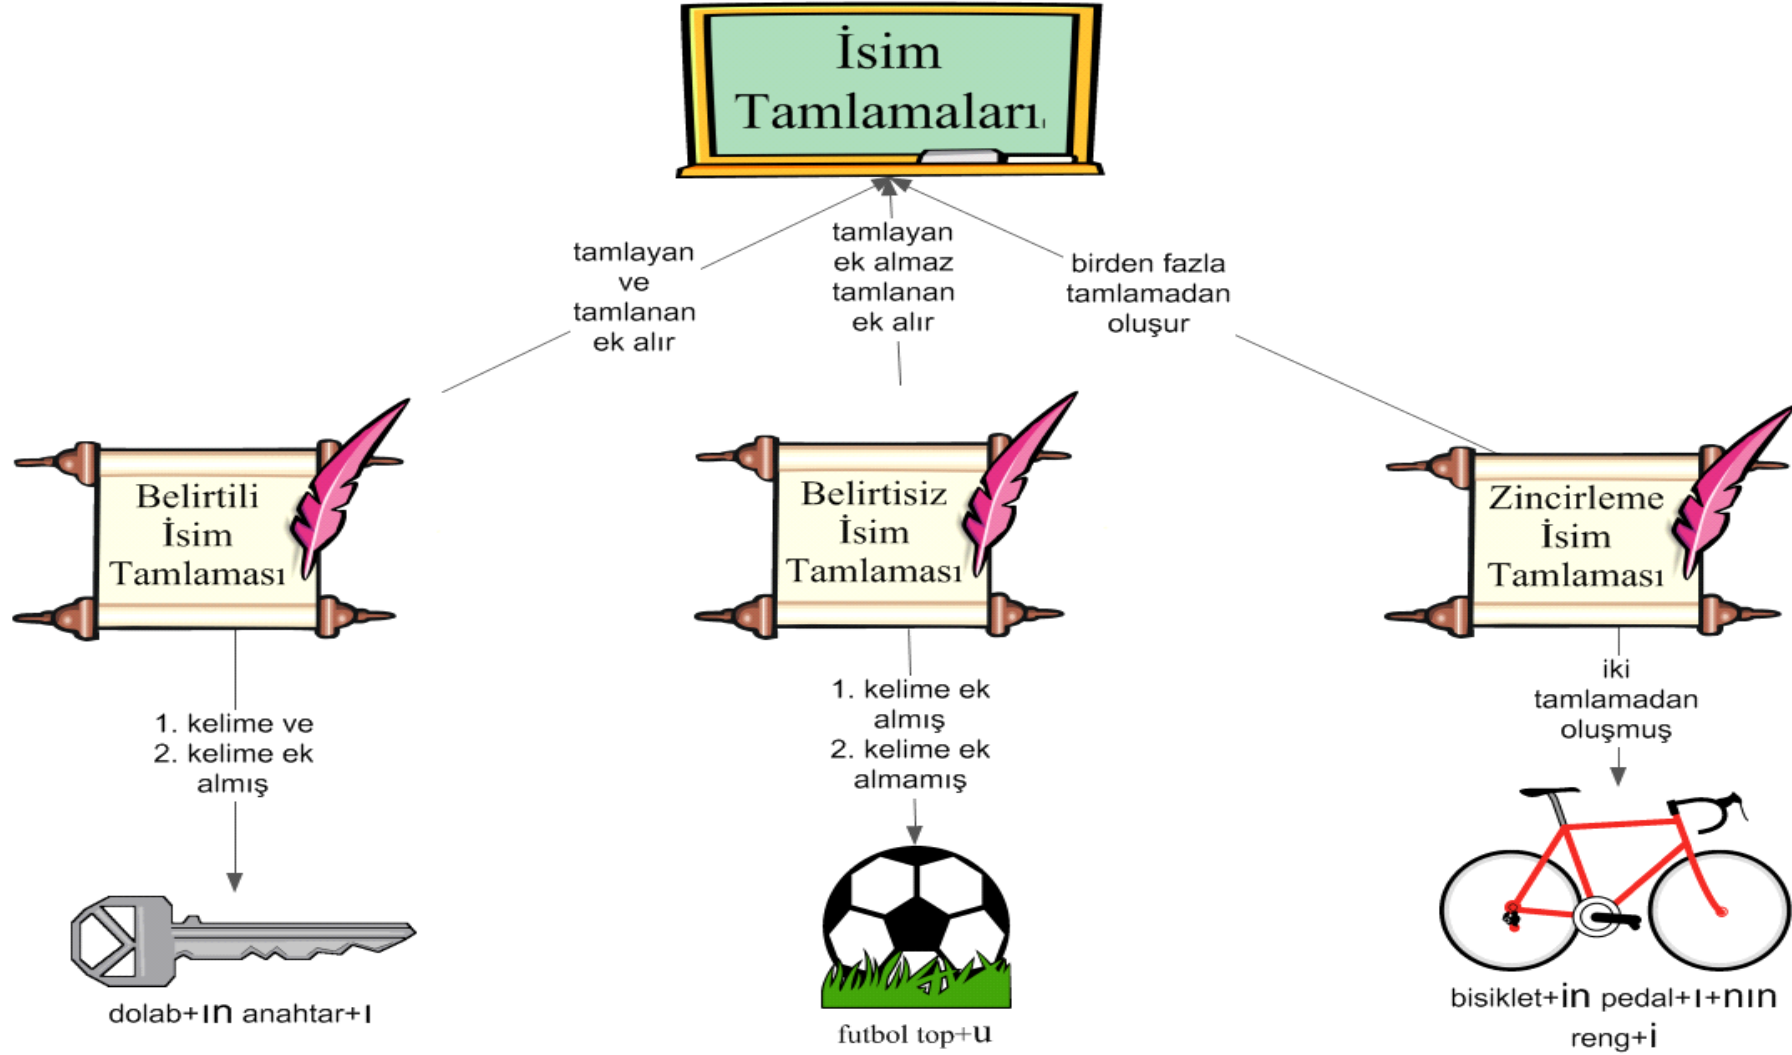 İsim
Tamlamaları
tamlayan
ve
tamlanan
ek alır
tamlayan
ek almaz
tamlanan
ek alır
birden fazla
tamlamadan
oluşur
Belirtili
İsim
Tamlaması
Belirtisiz
İsim
Tamlaması
Zincirleme
İsim
Tamlaması
1. kelime ve
2. kelime ek
almış
1. kelime ek
almış
2. kelime ek
almamış
iki
tamlamadan
oluşmuş
dolab+ın anahtar+ı
futbol top+u
bisiklet+in pedal+ı+nın
reng+i